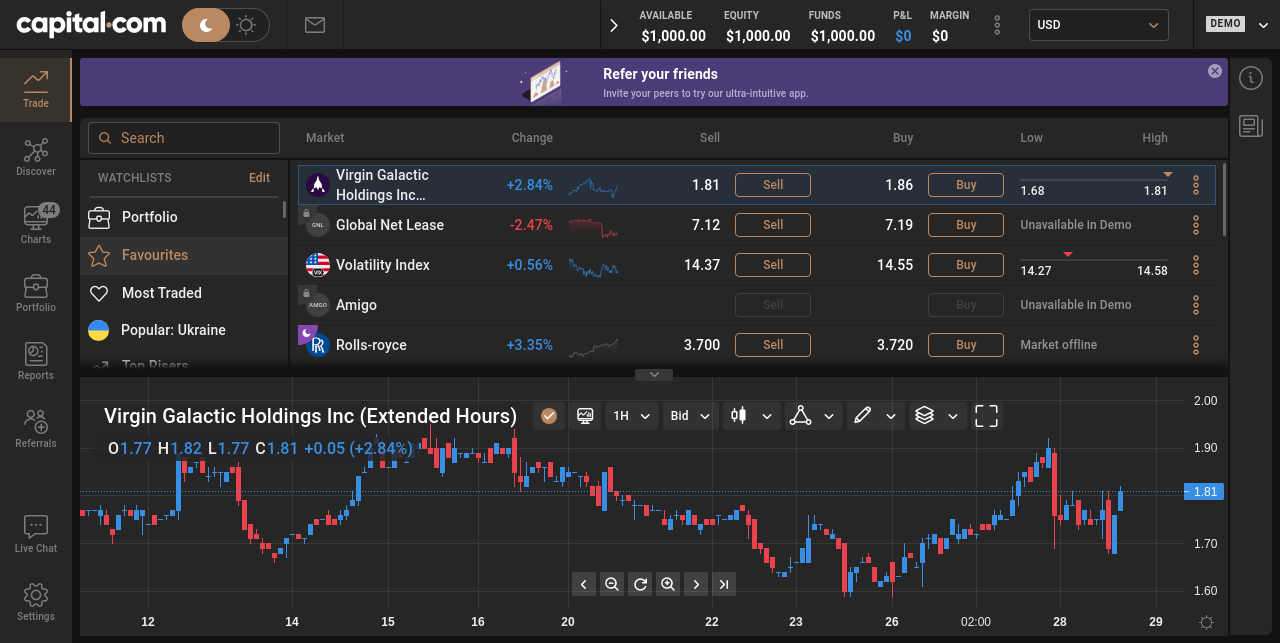 capital.com
AVAILABLE EQUITY FUNDS P&L MARGIN
$1,000.00 $1,000.00 $1,000.00 $0 $0
USD
DEMO
Trade
Discover
44
Charts
Portfolio
Reports
Referrals
Live Chat
Settings
Refer your friends
Invite your peers to try our ultra-intuitive app.
Search
WATCHLISTS Edit
Portfolio
Favourites
Most Traded
Popular: Ukraine
Top Risers
Market Change Sell Buy Low High
Virgin Galactic
Holdings Inc… +2.84% 1.81 Sell 1.86 Buy 1.68 1.81
GNL Global Net Lease -2.47% 7.12 Sell 7.19 Buy Unavailable in Demo
VIX Volatility Index +0.56% 14.37 Sell 14.55 Buy 14.27 14.58
AMGO Amigo Sell Buy Unavailable in Demo
Rolls-royce +3.35% 3.700 Sell 3.720 Buy Market offline
Virgin Galactic Holdings Inc (Extended Hours) 1H Bid
O1.77 H1.82 L1.77 C1.81 +0.05 (+2.84%)
2.00
1.90
1.81
1.70
1.60
12 14 15 16 20 22 23 26 02:00 28 29